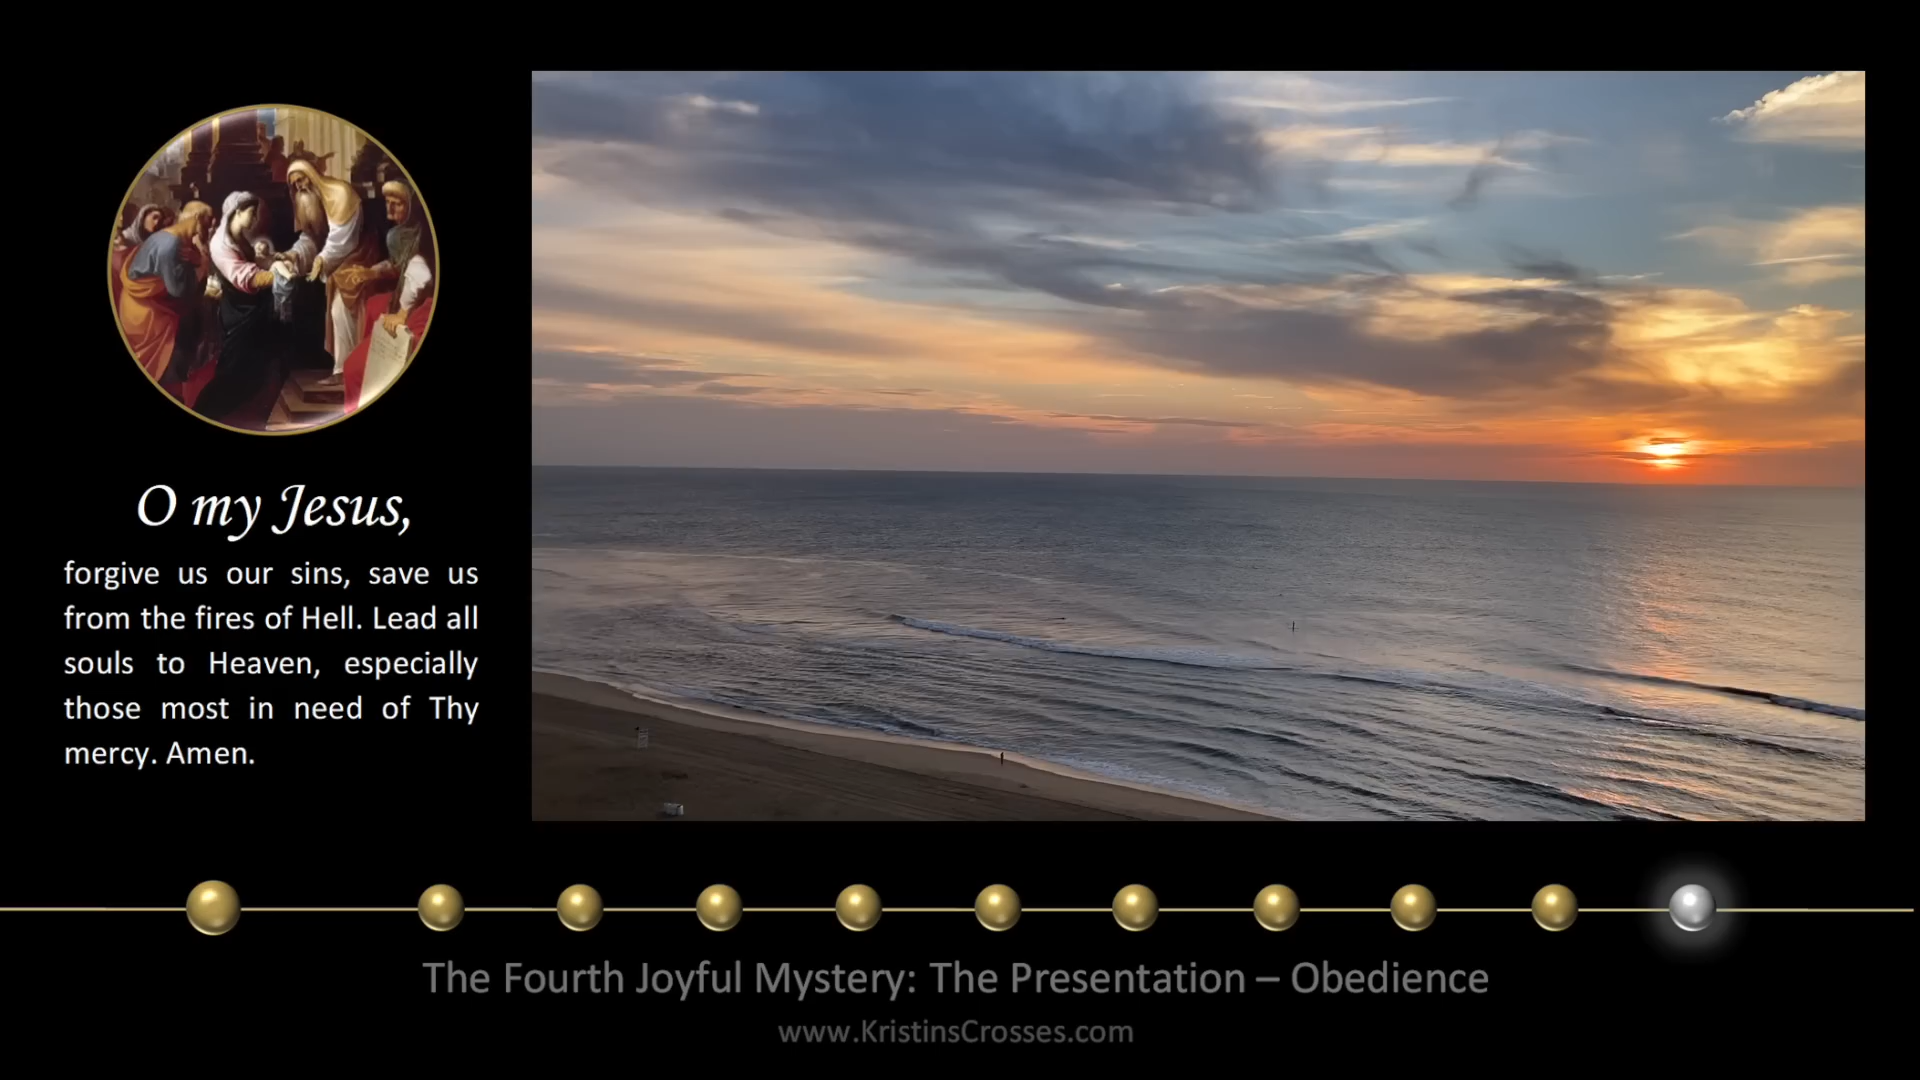 O my Jesus,
forgive us our sins, save us
from the fires of Hell. Lead all
souls to Heaven, especially
those most in need of Thy
mercy. Amen.
The Fourth Joyful Mystery: The Presentation – Obedience
www.KristinsCrosses.com